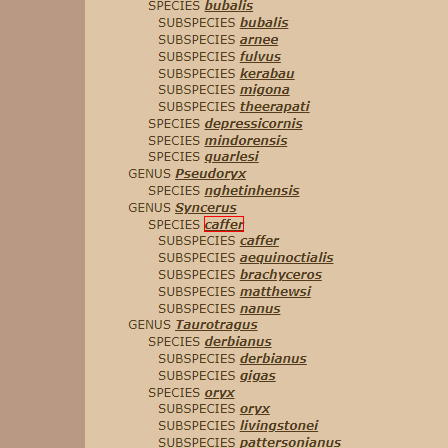 SPECIES bubalis
SUBSPECIES bubalis
SUBSPECIES arnee
SUBSPECIES fulvus
SUBSPECIES kerabau
SUBSPECIES migona
SUBSPECIES theerapati
SPECIES depressicornis
SPECIES mindorensis
SPECIES quarlesi
GENUS Pseudoryx
SPECIES nghetinhensis
GENUS Syncerus
SPECIES caffer
SUBSPECIES caffer
SUBSPECIES aequinoctialis
SUBSPECIES brachyceros
SUBSPECIES matthewsi
SUBSPECIES nanus
GENUS Taurotragus
SPECIES derbianus
SUBSPECIES derbianus
SUBSPECIES gigas
SPECIES oryx
SUBSPECIES oryx
SUBSPECIES livingstonei
SUBSPECIES pattersonianus